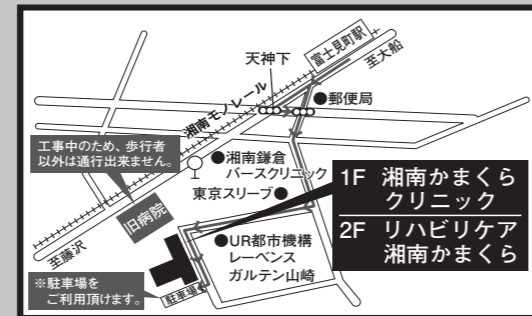 富士見町駅
至大船
天神下
郵便局
湘南モノレール
工事中のため、歩行者
以外は通行出来ません。
湘南鎌倉
バースクリニック
東京スリーブ
旧病院
至藤沢
1F 湘南かまくら
クリニック
2F リハビリケア
湘南かまくら
UR都市機構
レーベンス
ガルテン山崎
※駐車場を
ご利用頂けます。
駐車場